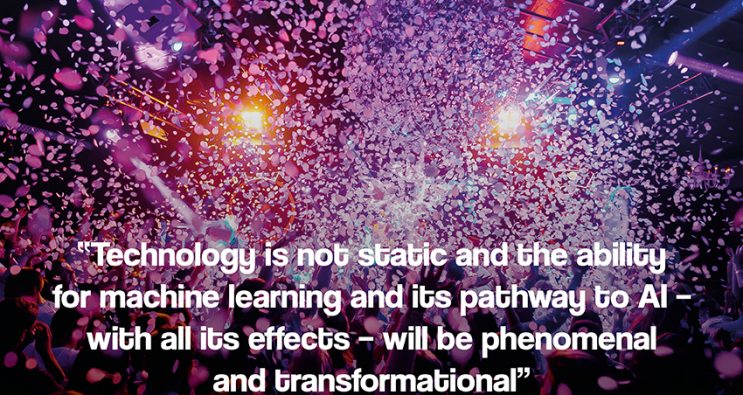 “Technology is not static and the ability
for machine learning and its pathway to AI –
with all its effects – will be phenomenal
and transformational”